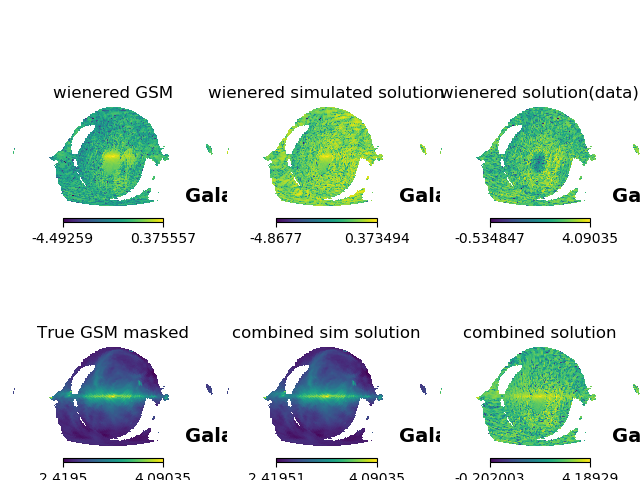 wienered GSM
wienered simulated solution
wienered solution(data)
Gala
Gala
Ga
-4.49259 0.375557
-4.8677 0.373494
-0.534847 4.09035
True GSM masked
combined sim solution
combined solution
Gala
Gala
Ga
2.4195 4.09035
2.41951 4.09035
-0.202003 4.18929